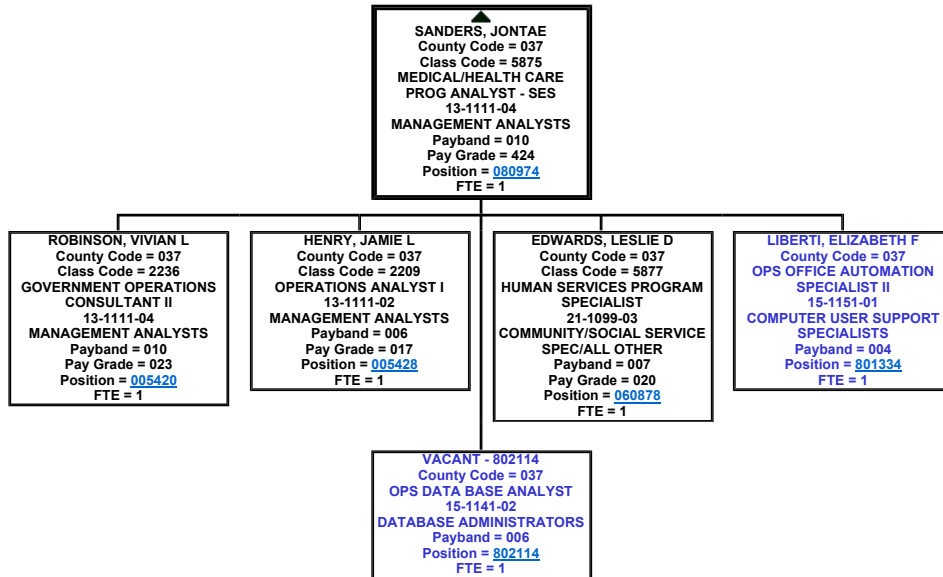 SANDERS, JONTAE
County Code = 037
Class Code = 5875
MEDICAL/HEALTH CARE
PROG ANALYST - SES
13-1111-04
MANAGEMENT ANALYSTS
Payband = 010
Pay Grade = 424
Position = 080974
FTE = 1
ROBINSON, VIVIAN L
County Code = 037
Class Code = 2236
GOVERNMENT OPERATIONS
CONSULTANT II
13-1111-04
MANAGEMENT ANALYSTS
Payband = 010
Pay Grade = 023
Position = 005420
FTE = 1
HENRY, JAMIE L
County Code = 037
Class Code = 2209
OPERATIONS ANALYST I
13-1111-02
MANAGEMENT ANALYSTS
Payband = 006
Pay Grade = 017
Position = 005428
FTE = 1
EDWARDS, LESLIE D
County Code = 037
Class Code = 5877
HUMAN SERVICES PROGRAM
SPECIALIST
21-1099-03
COMMUNITY/SOCIAL SERVICE
SPEC/ALL OTHER
Payband = 007
Pay Grade = 020
Position = 060878
FTE = 1
LIBERTI, ELIZABETH F
County Code = 037
OPS OFFICE AUTOMATION
SPECIALIST II
15-1151-01
COMPUTER USER SUPPORT
SPECIALISTS
Payband = 004
Position = 801334
FTE = 1
VACANT - 802114
County Code = 037
OPS DATA BASE ANALYST
15-1141-02
DATABASE ADMINISTRATORS
Payband = 006
Position = 802114
FTE = 1